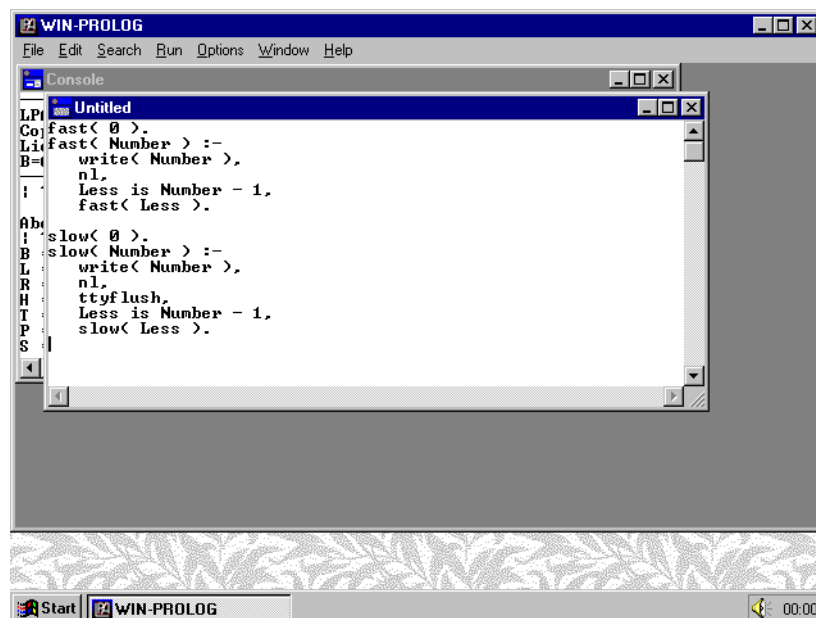 WIN-PROLOG
File Edit Search Run Options Window Help
Console
Untitled
fast( 0 ).
fast( Number ) :-
write( Number ),
nl,
Less is Number - 1,
fast( Less ).
slow( 0 ).
slow( Number ) :-
write( Number ),
nl,
ttyflush,
Less is Number - 1,
slow( Less ).
B
L
R
H
T
P
S
Start WIN-PROLOG 00:00